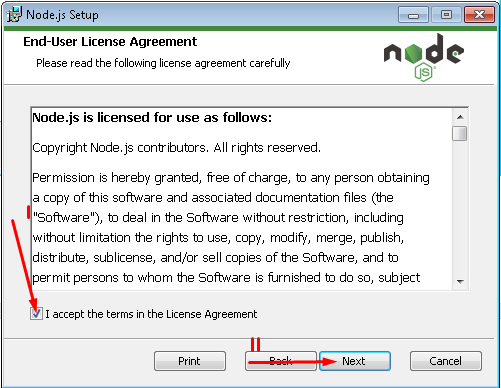 Node.js Setup
End-User License Agreement
Please read the following license agreement carefully
node
JS
Node.js is licensed for use as follows:
Copyright Node.js contributors. All rights reserved.
Permission is hereby granted, free of charge, to any person obtaining
a copy of this software and associated documentation files (the
"Software"), to deal in the Software without restriction, including
without limitation the rights to use, copy, modify, merge, publish,
distribute, sublicense, and/or sell copies of the Software, and to
permit persons to whom the Software is furnished to do so, subject
I
I accept the terms in the License Agreement
II
Print
Back
Next
Cancel